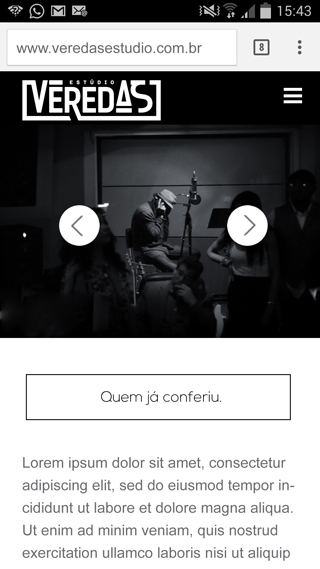 15:43
www.veredasestudio.com.br
8
ESTÚDIO
VEREDAS
Quem já conferiu.
Lorem ipsum dolor sit amet, consectetur
adipiscing elit, sed do eiusmod tempor in-
cididunt ut labore et dolore magna aliqua.
Ut enim ad minim veniam, quis nostrud
exercitation ullamco laboris nisi ut aliquip